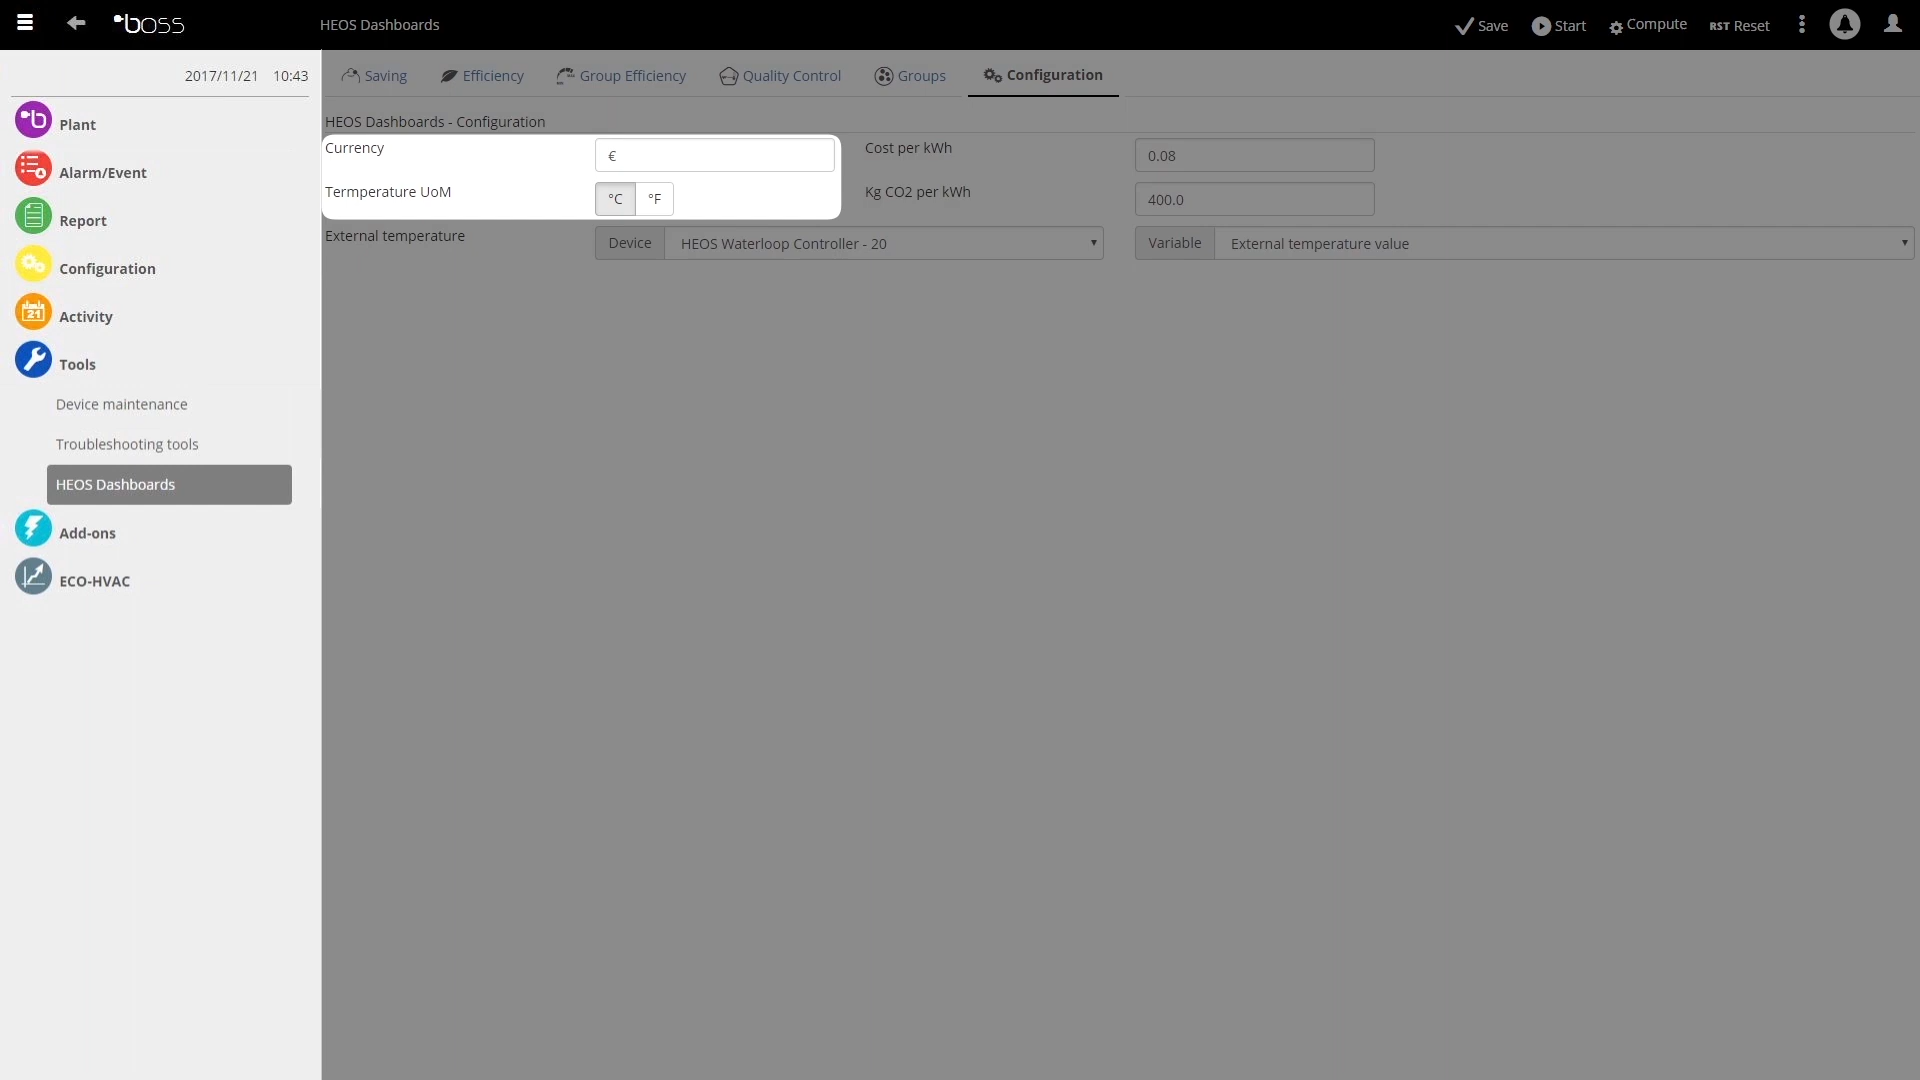 boss
HEOS Dashboards
Save
Start
Compute
RST Reset
2017/11/21 10:43
Plant
Alarm/Event
Report
Configuration
21
Activity
Tools
Device maintenance
Troubleshooting tools
HEOS Dashboards
Add-ons
ECO-HVAC
Saving
Efficiency
Group Efficiency
Quality Control
Groups
Configuration
HEOS Dashboards - Configuration
Currency
€
Cost per kWh
0.08
Termperature UoM
°C
°F
Kg CO2 per kWh
400.0
External temperature
Device
HEOS Waterloop Controller - 20
Variable
External temperature value